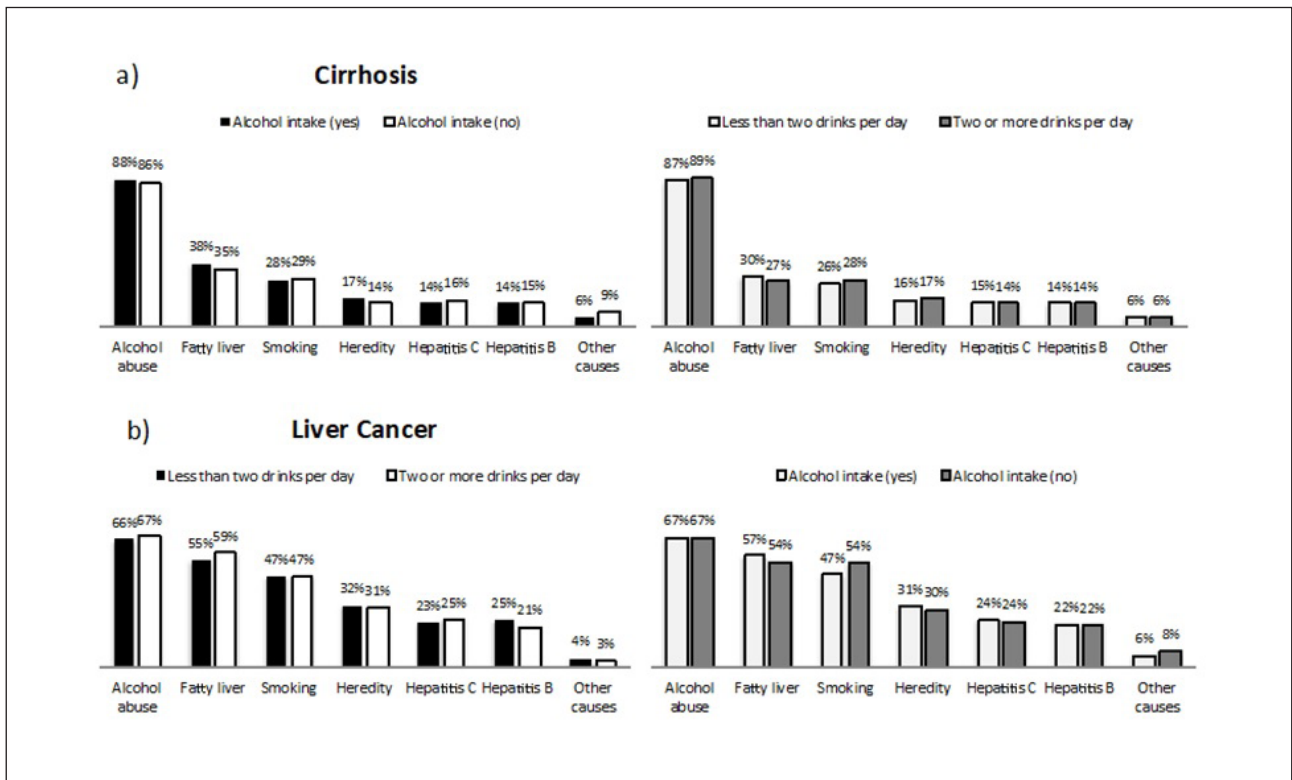 a) Cirrhosis
Alcohol intake (yes) Alcohol intake (no)
88% 86% 38% 35% 28% 29% 17% 14% 14% 16% 14% 15% 6% 9%
Alcohol abuse Fatty liver Smoking Heredity Hepatitis C Hepatitis B Other causes
Less than two drinks per day Two or more drinks per day
87% 89% 30% 27% 26% 28% 16% 17% 15% 14% 14% 14% 6% 6%
Alcohol abuse Fatty liver Smoking Heredity Hepatitis C Hepatitis B Other causes
b) Liver Cancer
Less than two drinks per day Two or more drinks per day
66% 67% 55% 59% 47% 47% 32% 31% 23% 25% 25% 21% 4% 3%
Alcohol abuse Fatty liver Smoking Heredity Hepatitis C Hepatitis B Other causes
Alcohol intake (yes) Alcohol intake (no)
67% 67% 57% 54% 47% 54% 31% 30% 24% 24% 22% 22% 6% 8%
Alcohol abuse Fatty liver Smoking Heredity Hepatitis C Hepatitis B Other causes